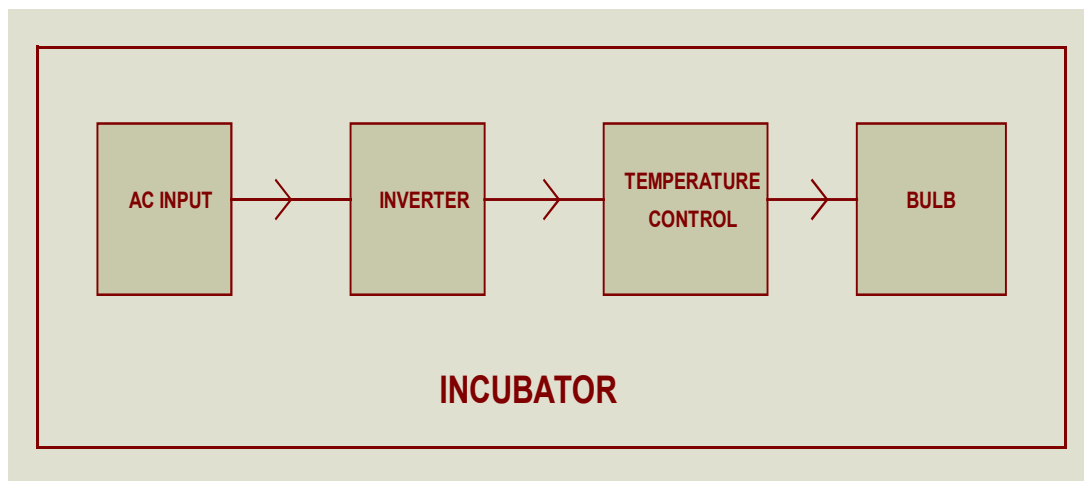 AC INPUT
INVERTER
TEMPERATURE
CONTROL
BULB
INCUBATOR